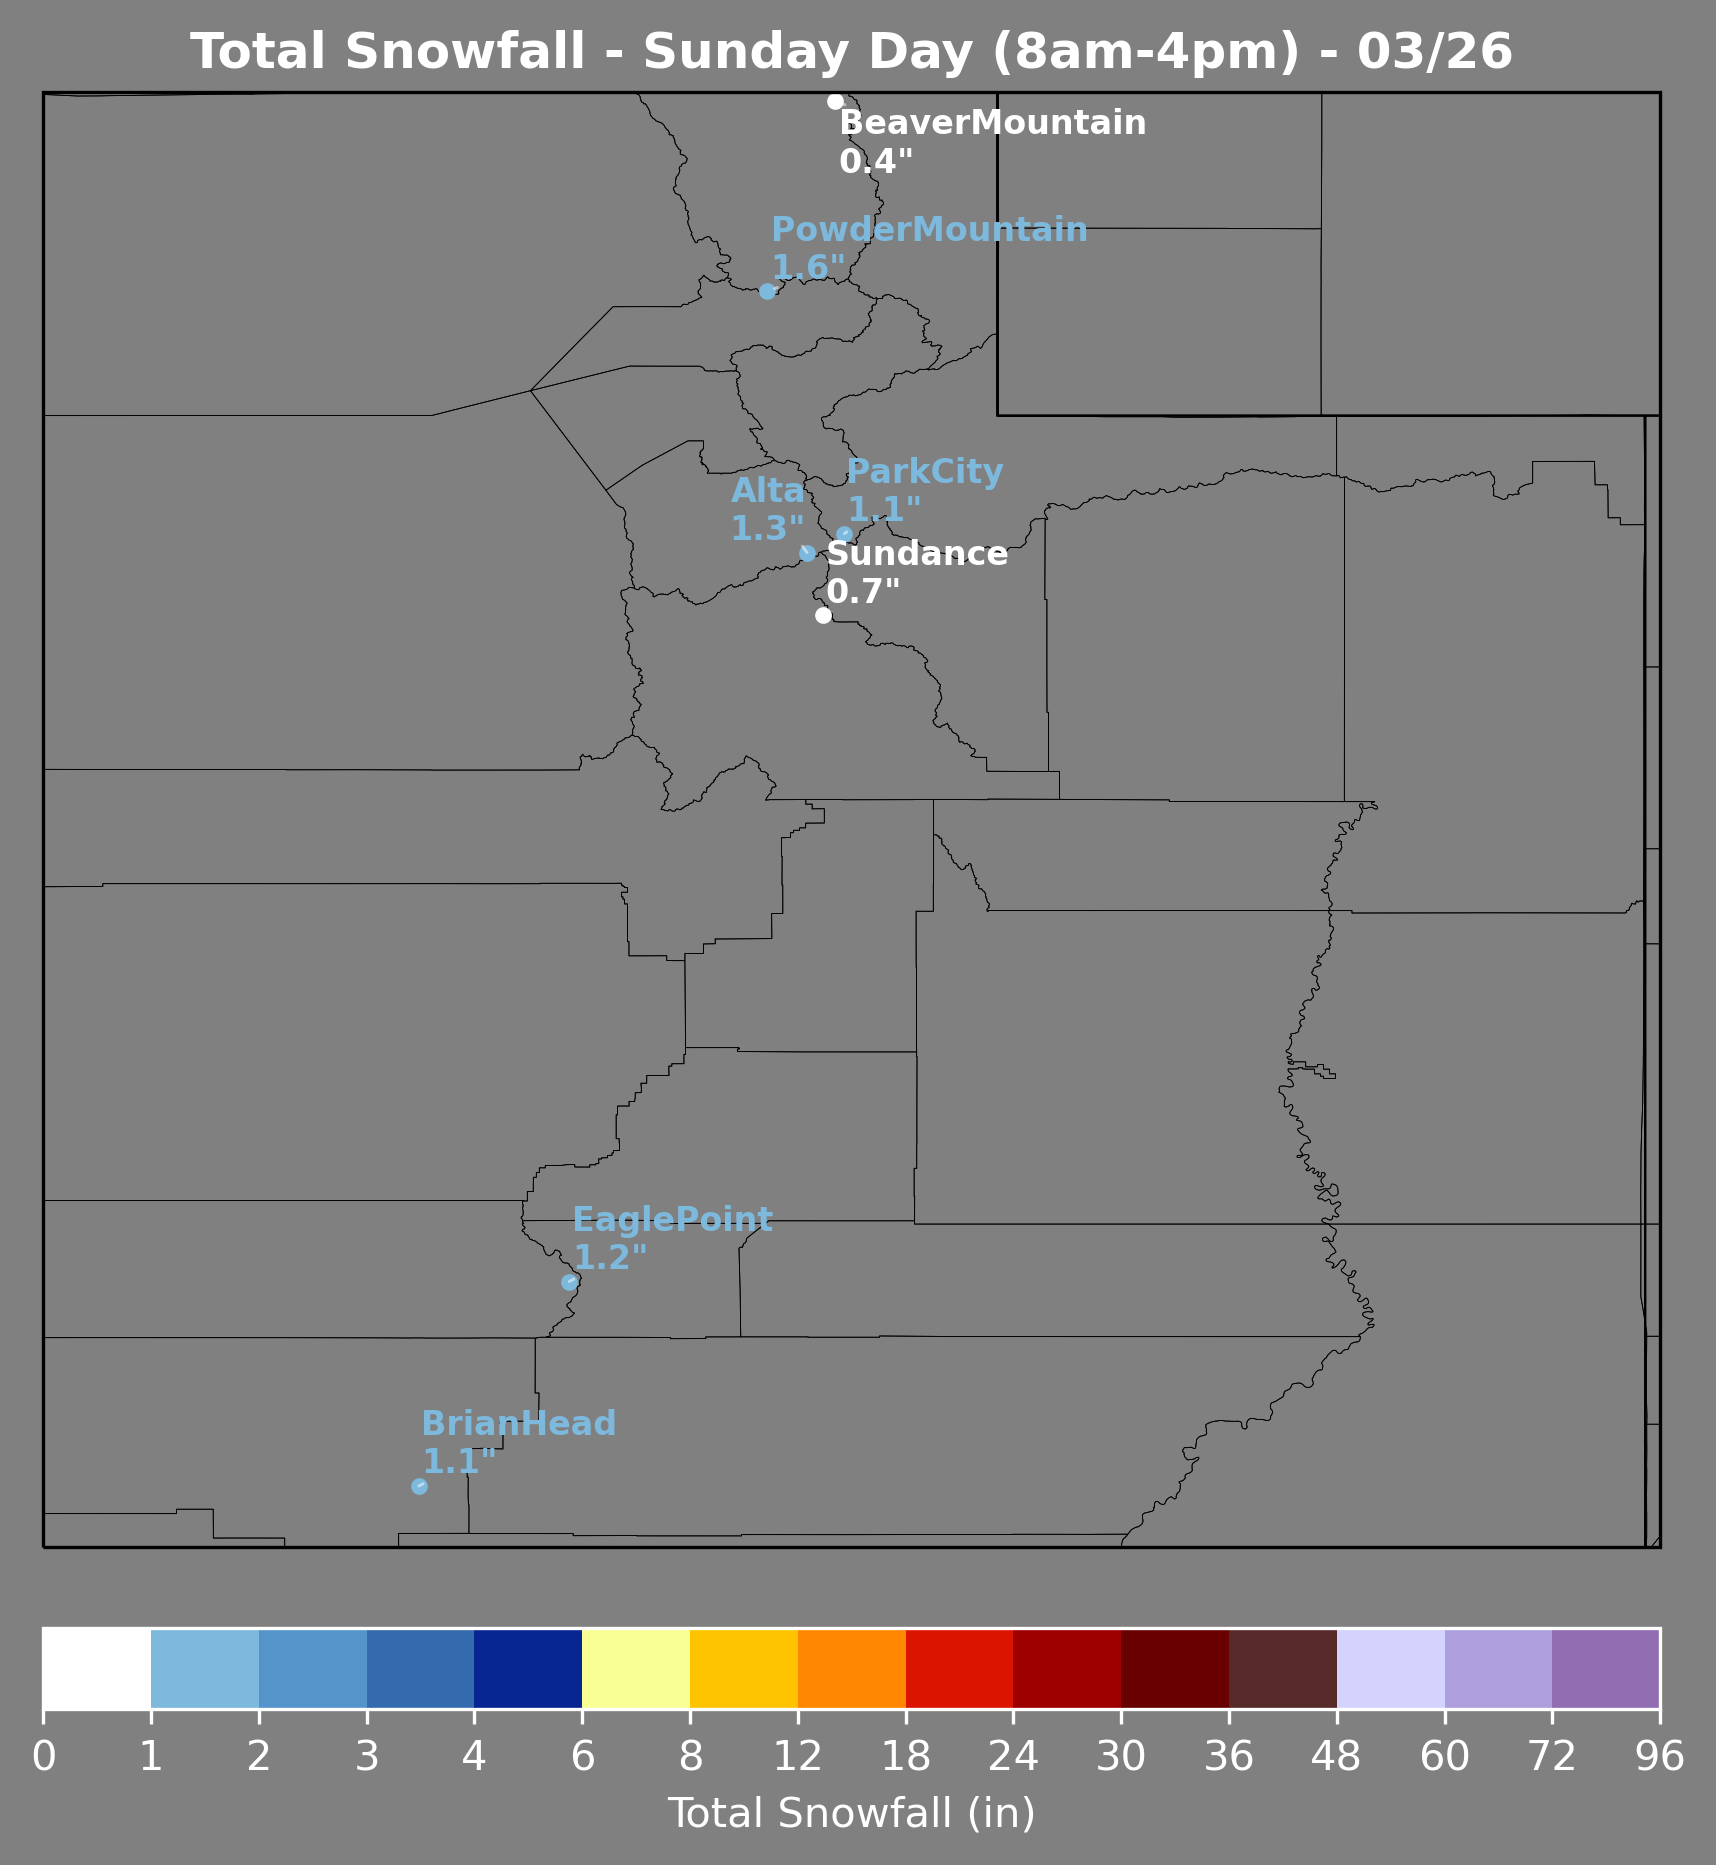 Total Snowfall - Sunday Day (8am-4pm) - 03/26
BeaverMountain
0.4"
PowderMountain
1.6"
ParkCity
1.1"
Alta
1.3"
Sundance
0.7"
EaglePoint
1.2"
BrianHead
1.1"
0 1 2 3 4 6 8 12 18 24 30 36 48 60 72 96
Total Snowfall (in)